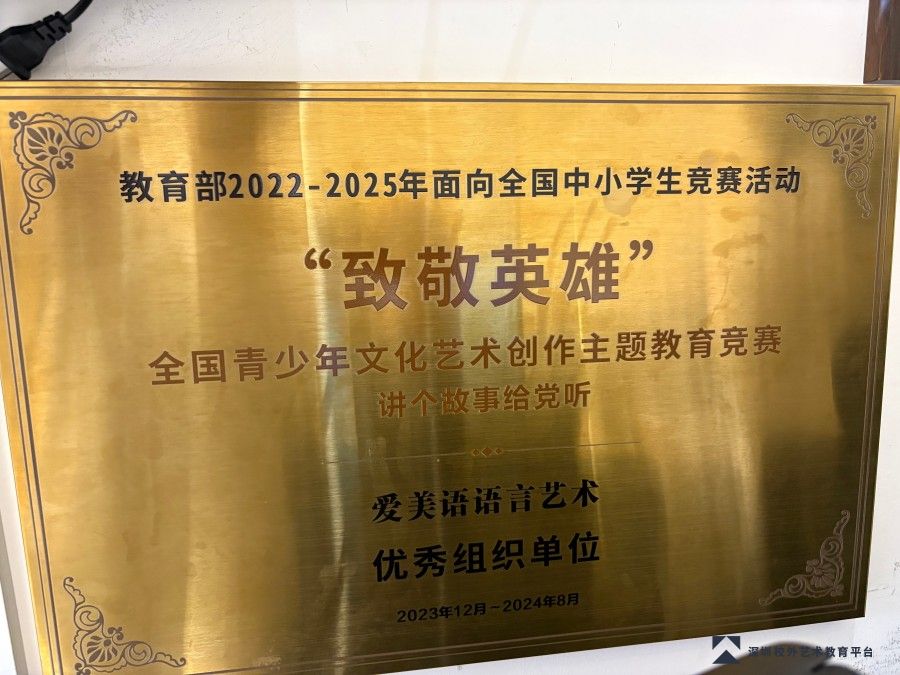 教育部2022-2025年面向全国中小学生竞赛活动
“致敬英雄”
全国青少年文化艺术创作主题教育竞赛
讲个故事给党听
爱美语语言艺术
优秀组织单位
2023年12月-2024年8月
深圳校外艺术教育平台